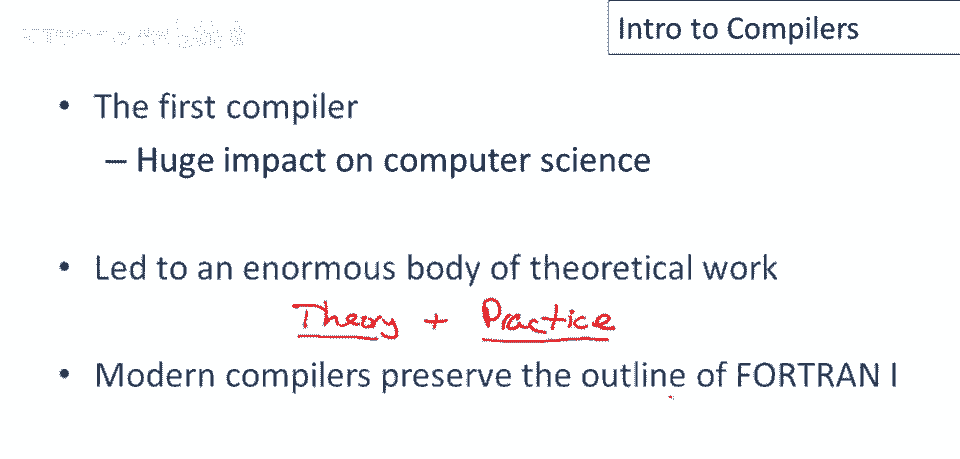 Intro to Compilers
• The first compiler
– Huge impact on computer science
• Led to an enormous body of theoretical work
Theory + Practice
• Modern compilers preserve the outline of FORTRAN I